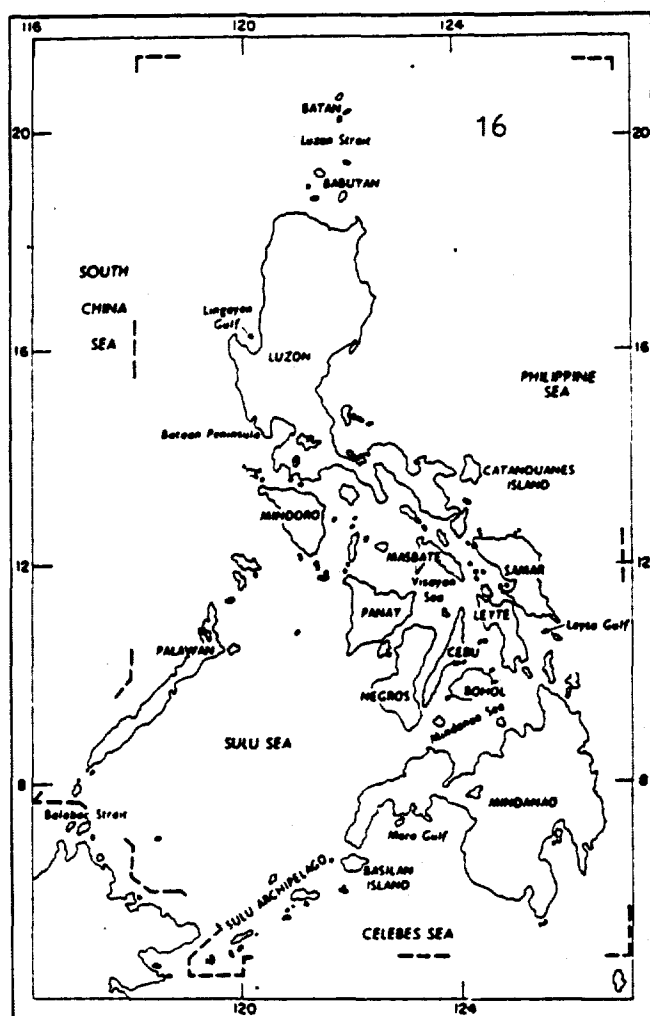 116
120
124
BATAN
16
20
Luzon Strait
20
BABUTAN
SOUTH
CHINA
SEA
Lingayan
Gulf
16
LUZON
16
PHILIPPINE
SEA
Bataan Peninsula
CATANDUANES
ISLAND
MINDORO
12
MASBATE
SAMAR
12
Visayan
Sea
PANAY
LEYTE
Leyte Gulf
PALAWAN
CEBU
NEGROS
BOHOL
Mindanao Sea
SULU SEA
8
8
MINDANAO
Balabac Strait
Moro Gulf
BASILAN
ISLAND
SULU ARCHIPELAGO
CELEBES SEA
120
124